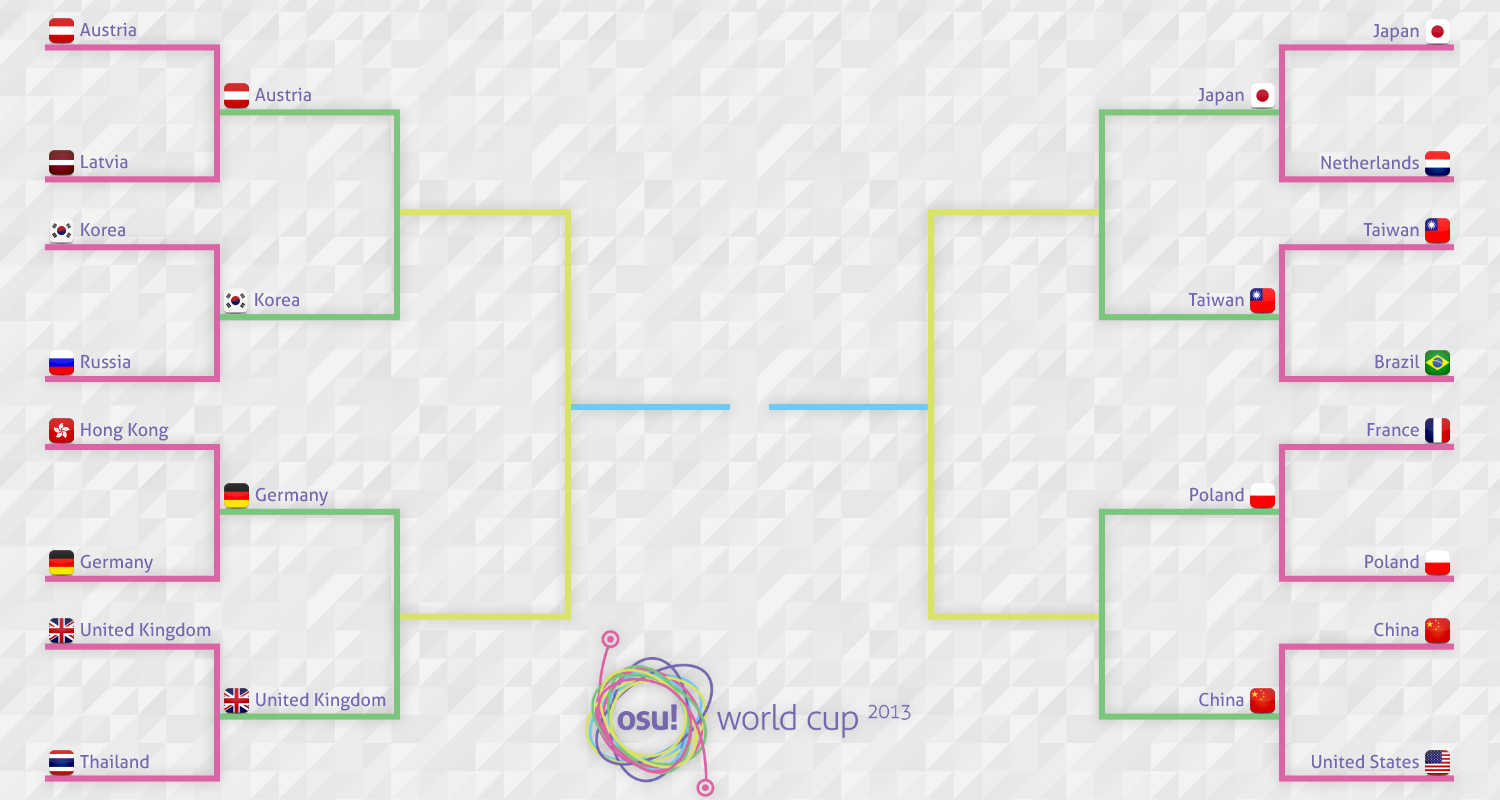 Austria
Latvia
Korea
Russia
Hong Kong
Germany
United Kingdom
Thailand
Austria
Korea
Germany
United Kingdom
osu! world cup 2013
Japan
Taiwan
Poland
China
Japan
Netherlands
Taiwan
Brazil
France
Poland
China
United States